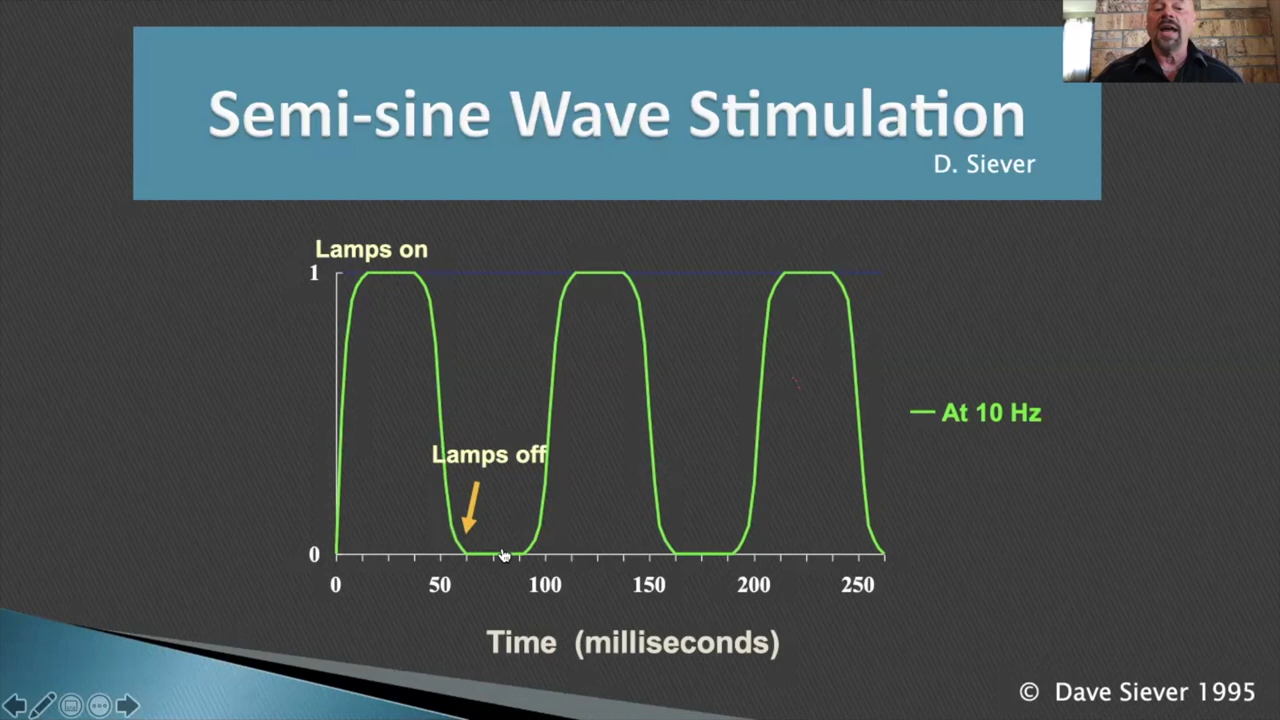 Semi-sine Wave Stimulation
D. Siever
Lamps on
1
At 10 Hz
Lamps off
0
0 50 100 150 200 250
Time (milliseconds)
© Dave Siever 1995